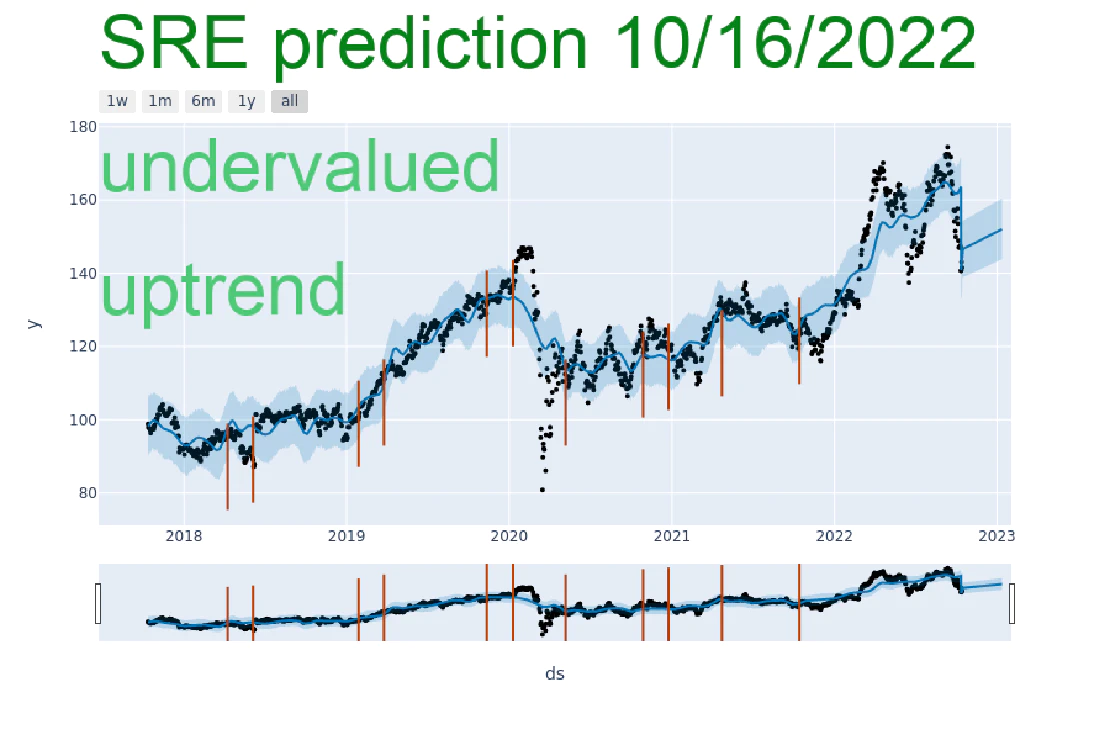 SRE prediction 10/16/2022
1w 1m 6m 1y all
180
undervalued
160
140
uptrend
y
120
100
80
2018 2019 2020 2021 2022 2023
ds